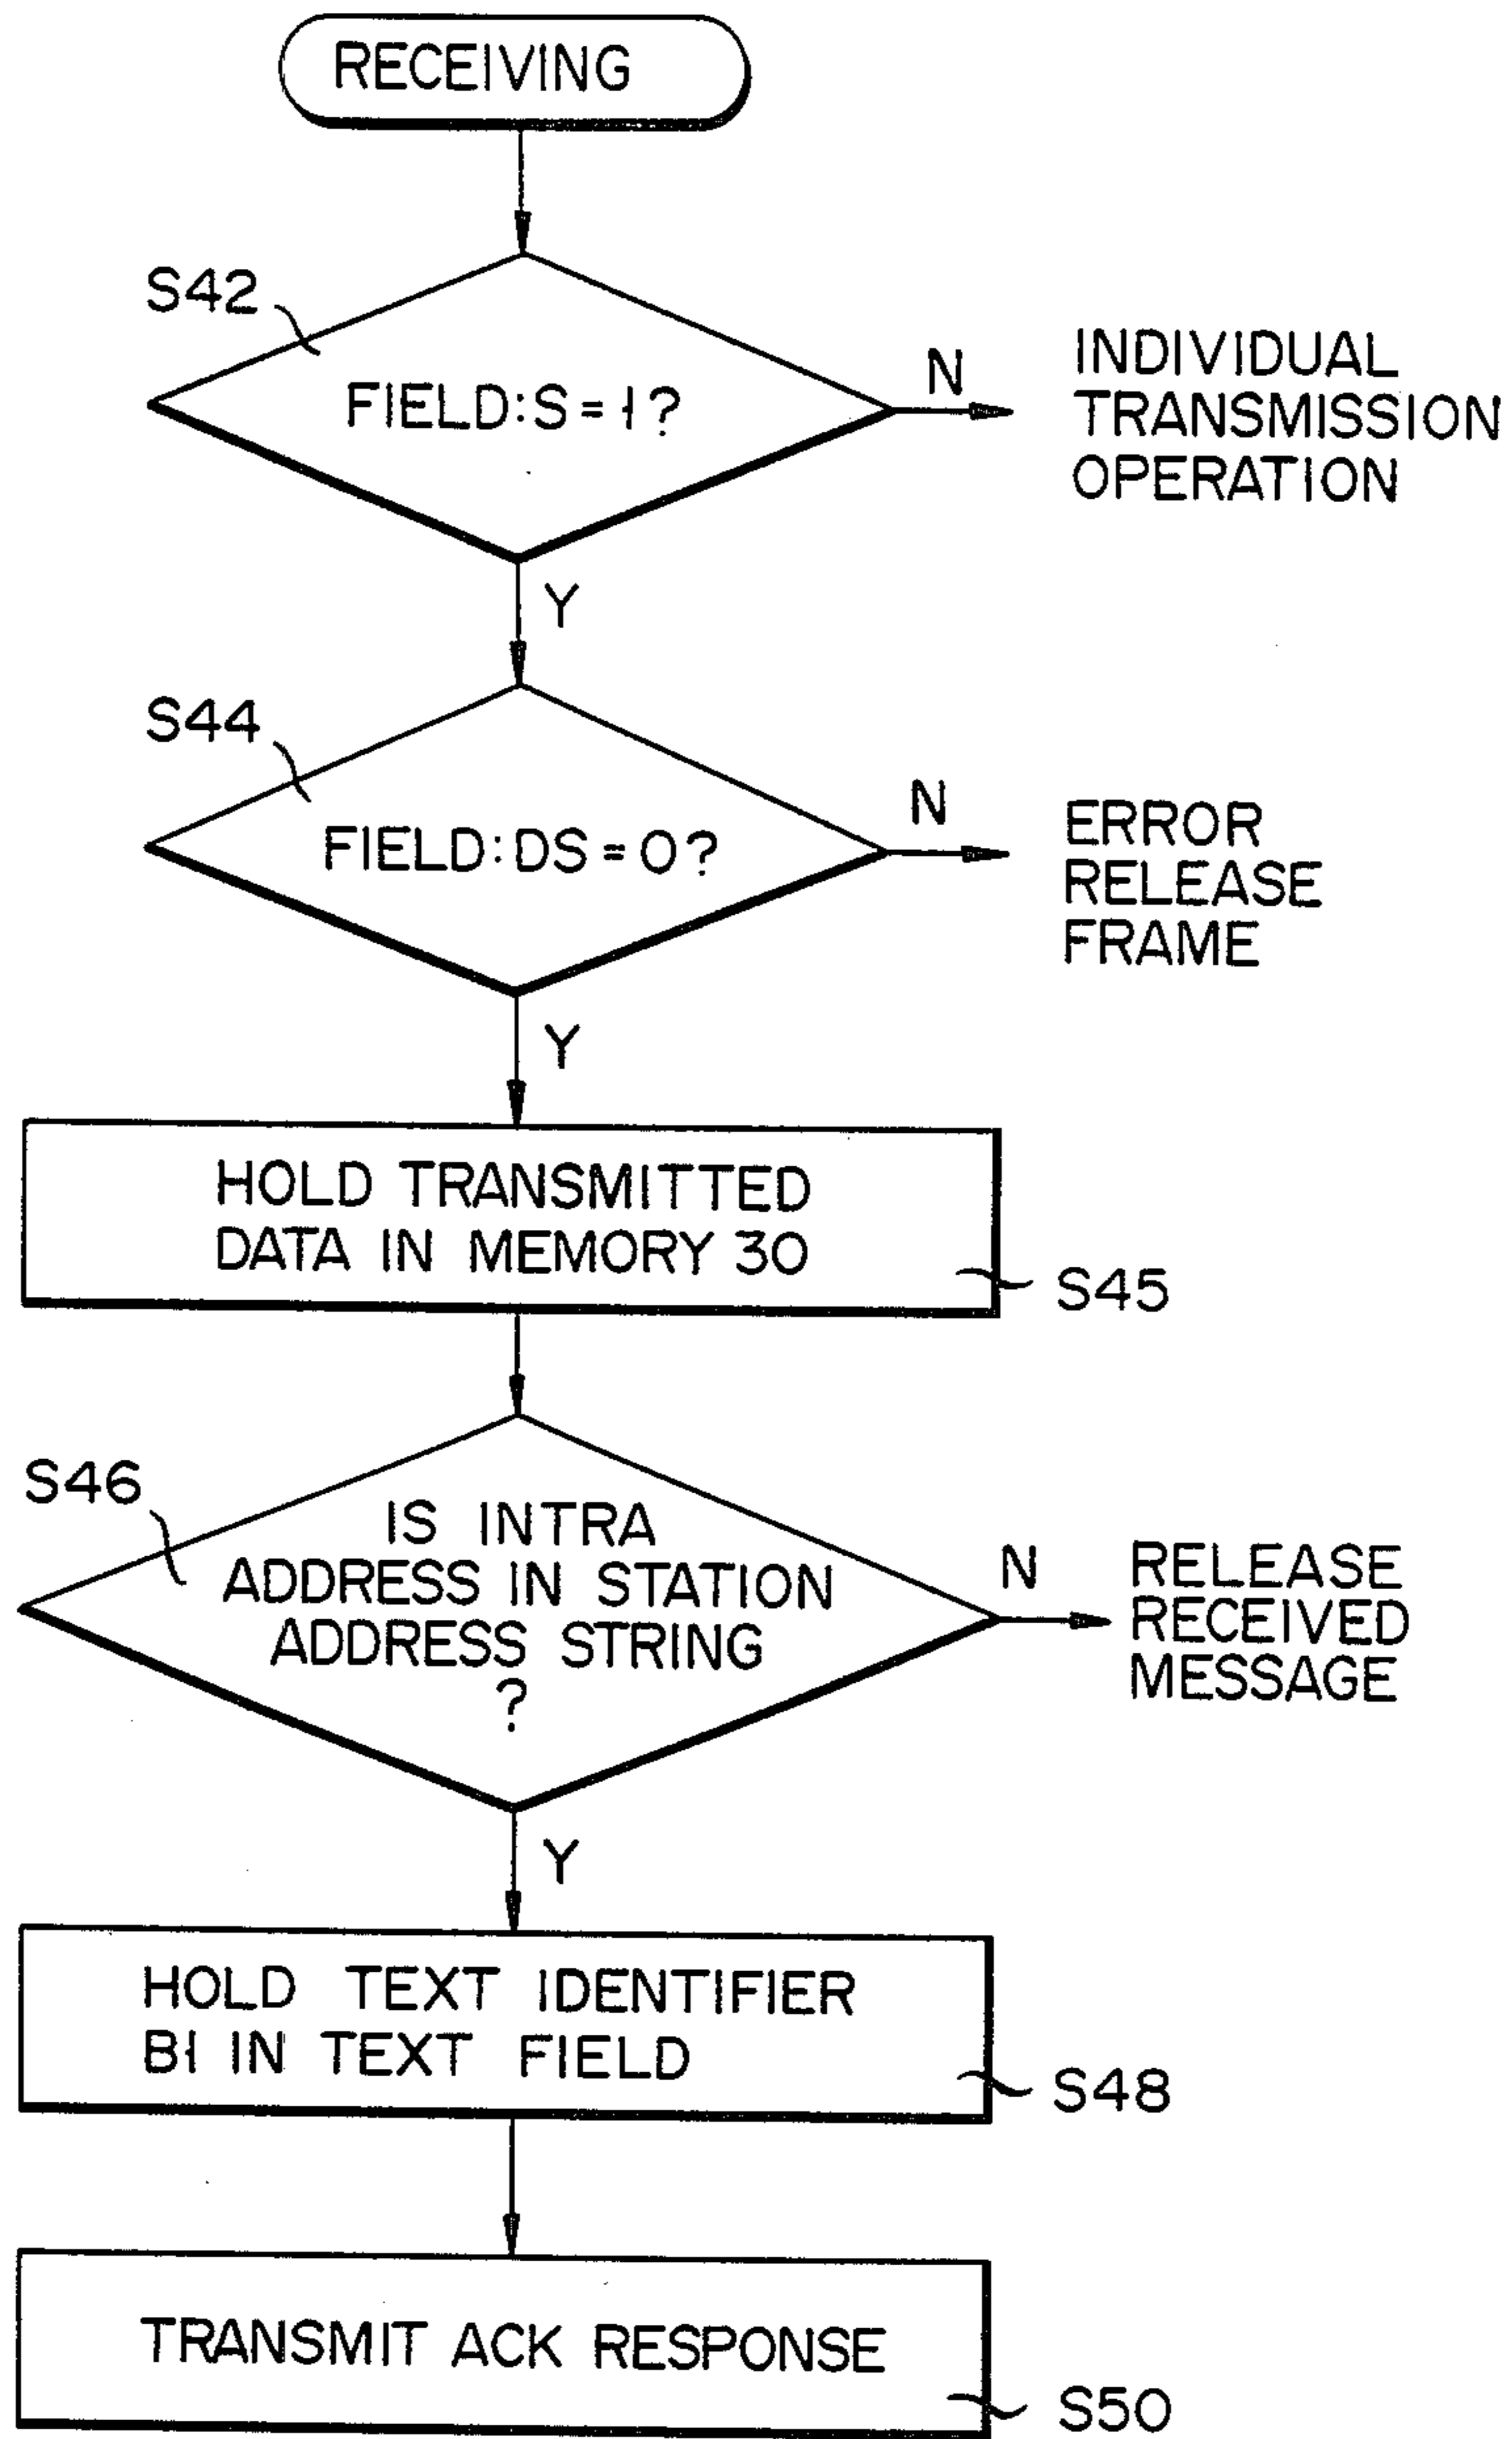 RECEIVING
S42
FIELD:S=1?
N
INDIVIDUAL
TRANSMISSION
OPERATION
Y
S44
FIELD:DS=0?
N
ERROR
RELEASE
FRAME
Y
HOLD TRANSMITTED
DATA IN MEMORY 30
S45
S46
IS INTRA
ADDRESS IN STATION
ADDRESS STRING
?
N
RELEASE
RECEIVED
MESSAGE
Y
HOLD TEXT IDENTIFIER
B1 IN TEXT FIELD
S48
TRANSMIT ACK RESPONSE
S50